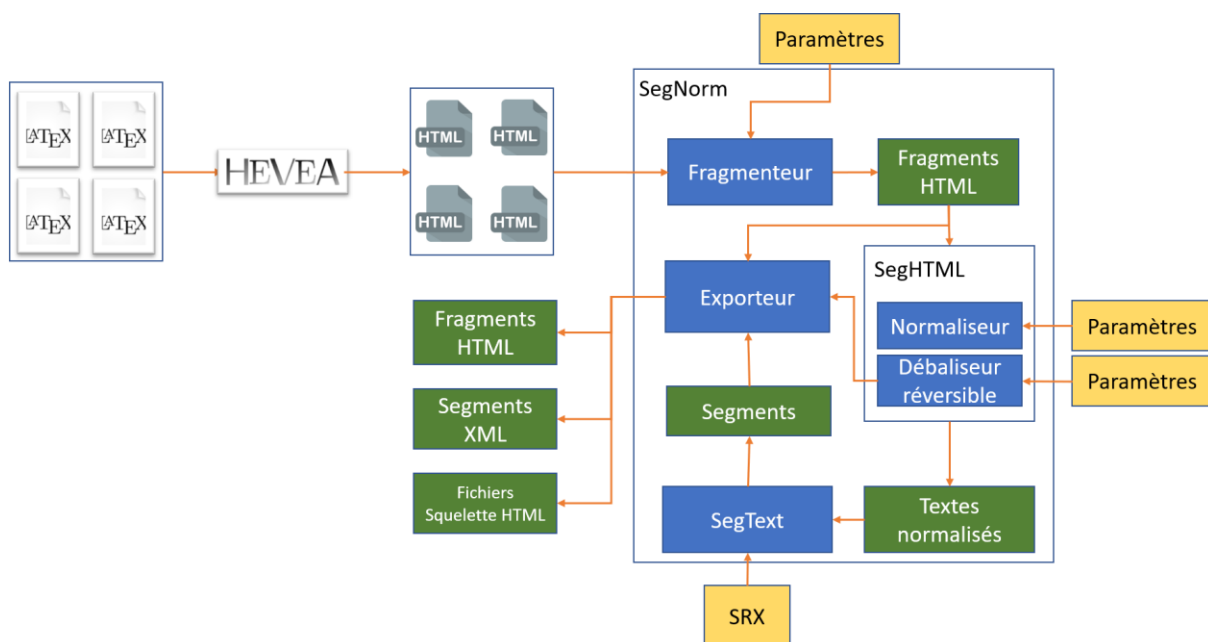 Paramètres
SegNorm
LATEX
LATEX
LATEX
LATEX
HEVEA
HTML
HTML
HTML
HTML
Fragmenteur
Fragments
HTML
SegHTML
Exporteur
Normaliseur
Paramètres
Débaliseur
réversible
Paramètres
Fragments
HTML
Segments
XML
Segments
Fichiers
Squelette HTML
SegText
Textes
normalisés
SRX